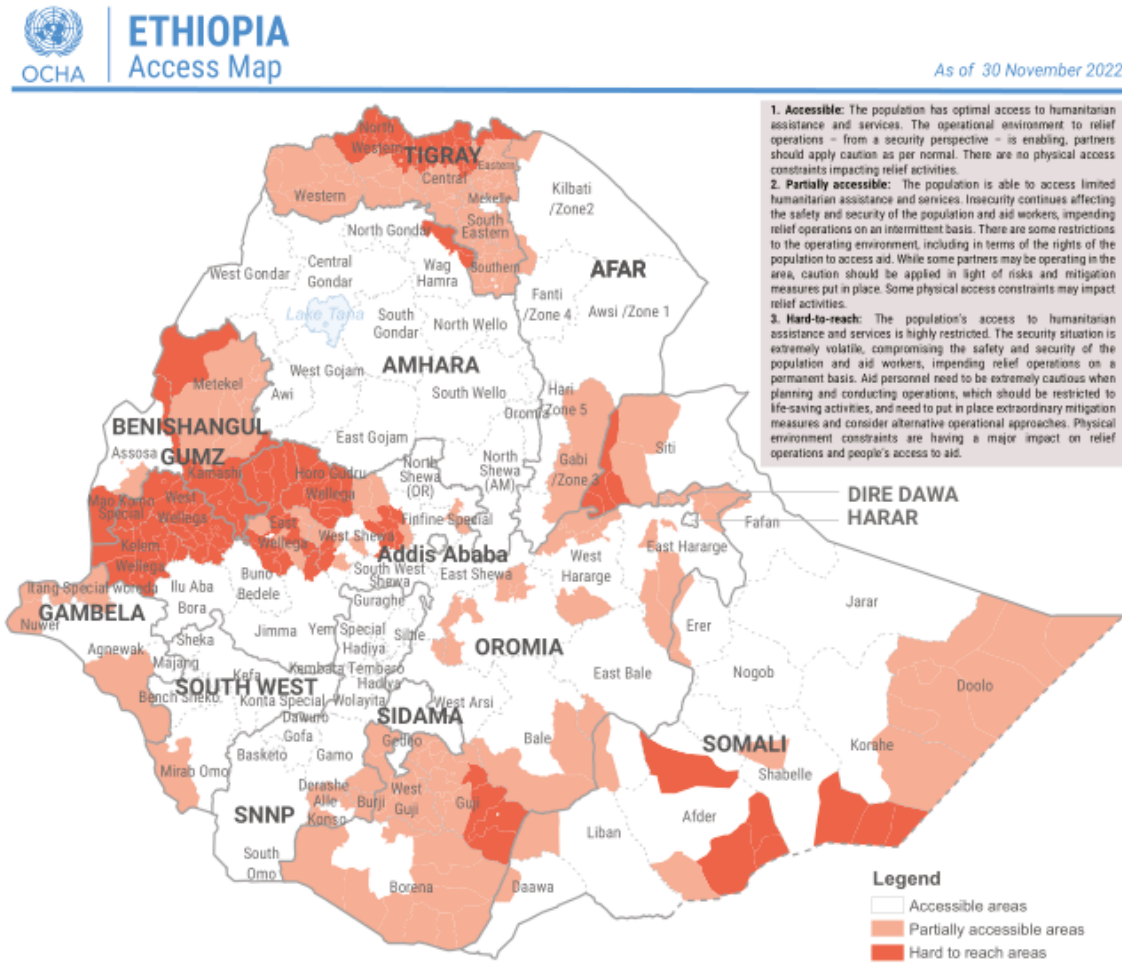 OCHA
ETHIOPIA
Access Map
As of 30 November 2022
1. Accessible: The population has optimal access to humanitarian
assistance and services. The operational environment to relief
operations – from a security perspective – is enabling, partners
should apply caution as per normal. There are no physical access
constraints impacting relief activities.
2. Partially accessible: The population is able to access limited
humanitarian assistance and services. Insecurity continues affecting
the safety and security of the population and aid workers, impending
relief operations on an intermittent basis. There are some restrictions
to the operating environment, including in terms of the rights of the
population to access aid. While some partners may be operating in the
area, caution should be applied in light of risks and mitigation
measures put in place. Some physical access constraints may impact
relief activities.
3. Hard-to-reach: The population's access to humanitarian
assistance and services is highly restricted. The security situation is
extremely volatile, compromising the safety and security of the
population and aid workers, impending relief operations on a
permanent basis. Aid personnel need to be extremely cautious when
planning and conducting operations, which should be restricted to
life-saving activities, and need to put in place extraordinary mitigation
measures and consider alternative operational approaches. Physical
environment constraints are having a major impact on relief
operations and people's access to aid.
North
Western
TIGRAY
Eastern
Central
Western
Mekelle
South
Eastern
Southern
Kilbati
/Zone2
North Gondar
West Gondar
Central
Gondar
Wag
Hamra
AFAR
Fanti
/Zone 4
Awsi /Zone 1
Lake Tana
South
Gondar
North Wello
AMHARA
West Gojam
Awi
South Wello
Metekel
Hari
/Zone 5
Oromia
BENISHANGUL
GUMZ
Assosa
Kamashi
East Gojam
Siti
Gabi
/Zone 3
North
Shewa
(OR)
North
Shewa
(AM)
Horo Gudru
Wellega
Mao Komo
Special
West
Wellega
DIRE DAWA
HARAR
Fafan
Finfine Special
East
Wellega
West Shewa
Addis Ababa
Kelem
Wellega
East Hararge
West
Hararge
South West
Shewa
East Shewa
Buno
Bedele
Ilu Aba
Bora
Itang Special woreda
GAMBELA
Nuwer
Guraghe
Jarar
Agnewak
Sheka
Jimma
Yem Special
Silte
Hadiya
Erer
OROMIA
Majang
Kefa
Kembata Tembaro
Hadiya
East Bale
Nogob
SOUTH WEST
Bench Sheko
Konta Special
Wolayita
Doolo
West Arsi
SIDAMA
Dawuro
Gofa
Gedeo
Bale
SOMALI
Korahe
Basketo
Gamo
Mirab Omo
Shabelle
Derashe
Alle
Konso
Burji
West
Guji
Guji
SNNP
Afder
Liban
South
Omo
Borena
Daawa
Legend
Accessible areas
Partially accessible areas
Hard to reach areas